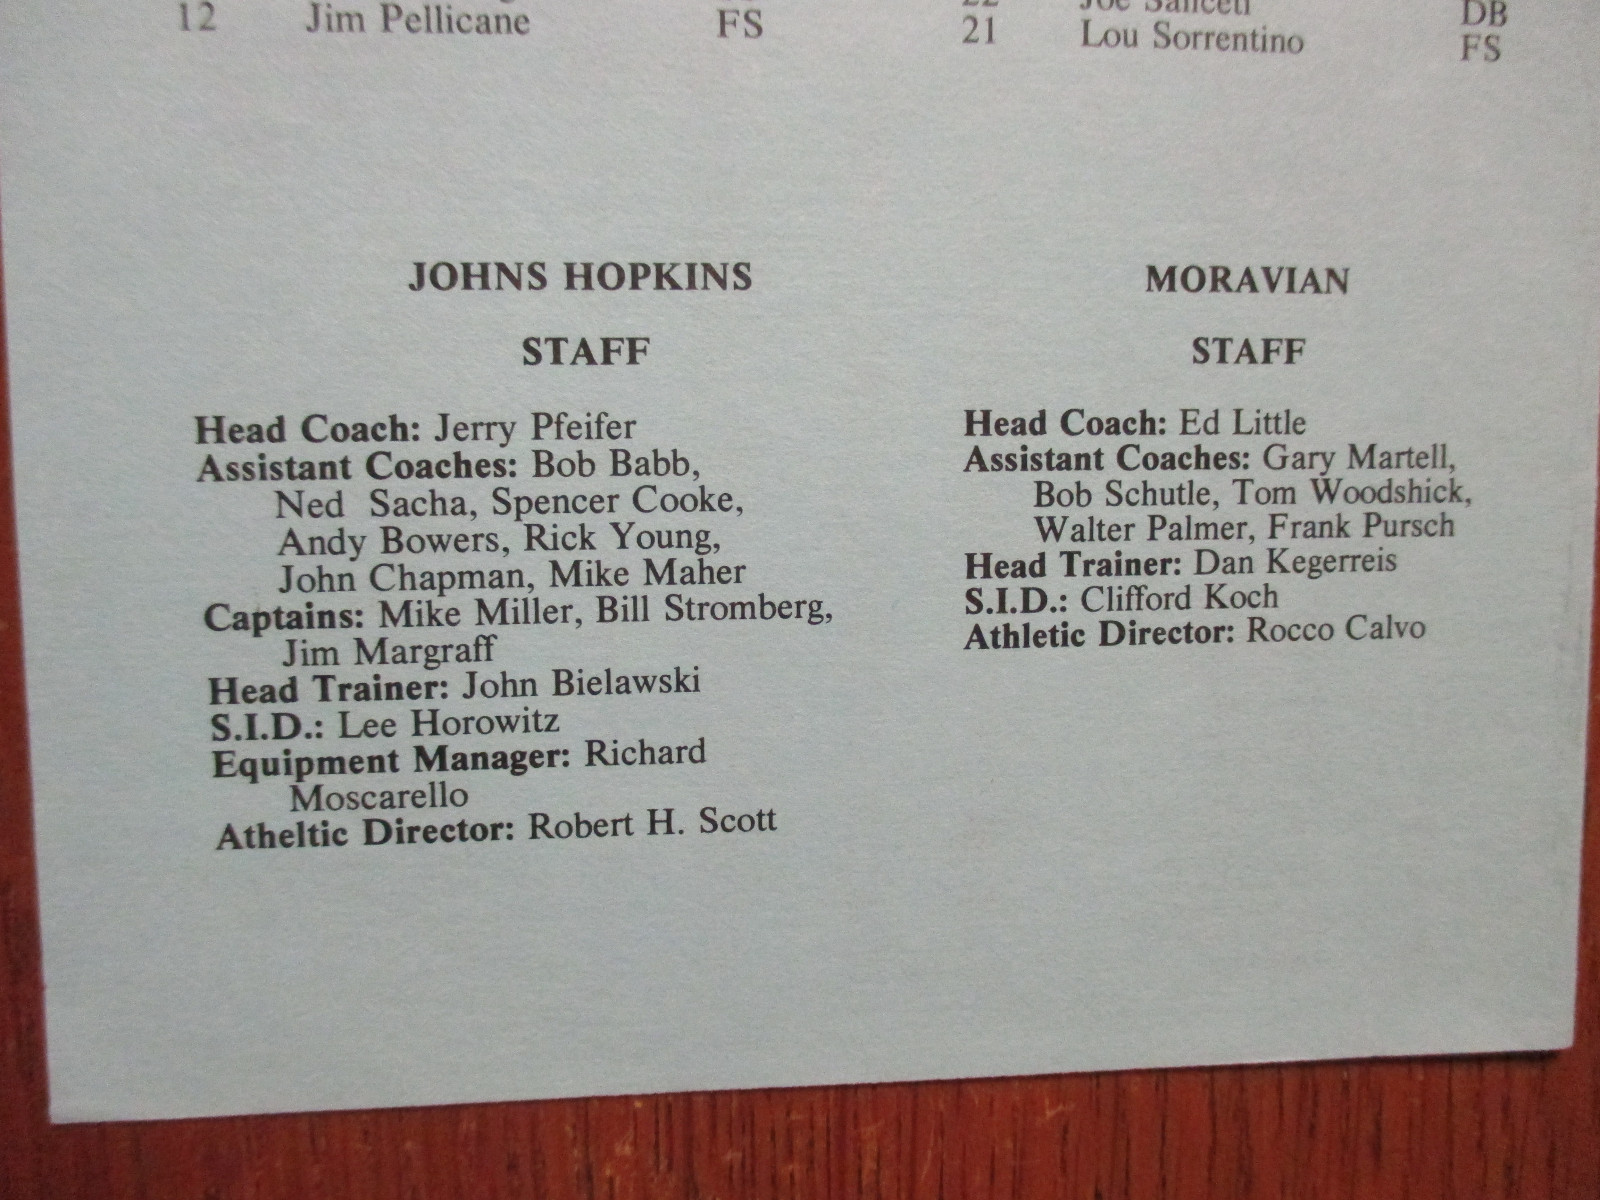 12 Jim Pellicane FS
DB
21 Lou Sorrentino FS
JOHNS HOPKINS
STAFF
Head Coach: Jerry Pfeifer
Assistant Coaches: Bob Babb,
Ned Sacha, Spencer Cooke,
Andy Bowers, Rick Young,
John Chapman, Mike Maher
Captains: Mike Miller, Bill Stromberg,
Jim Margraff
Head Trainer: John Bielawski
S.I.D.: Lee Horowitz
Equipment Manager: Richard
Moscarello
Atheltic Director: Robert H. Scott
MORAVIAN
STAFF
Head Coach: Ed Little
Assistant Coaches: Gary Martell,
Bob Schutle, Tom Woodshick,
Walter Palmer, Frank Pursch
Head Trainer: Dan Kegerreis
S.I.D.: Clifford Koch
Athletic Director: Rocco Calvo